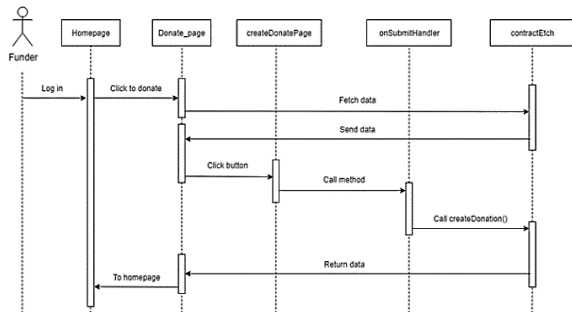 Homepage
Donate_page
createDonatePage
onSubmitHandler
contractEtch
Funder
Log in
Click to donate
Fetch data
Send data
Click button
Call method
Call createDonation()
Return data
To homepage